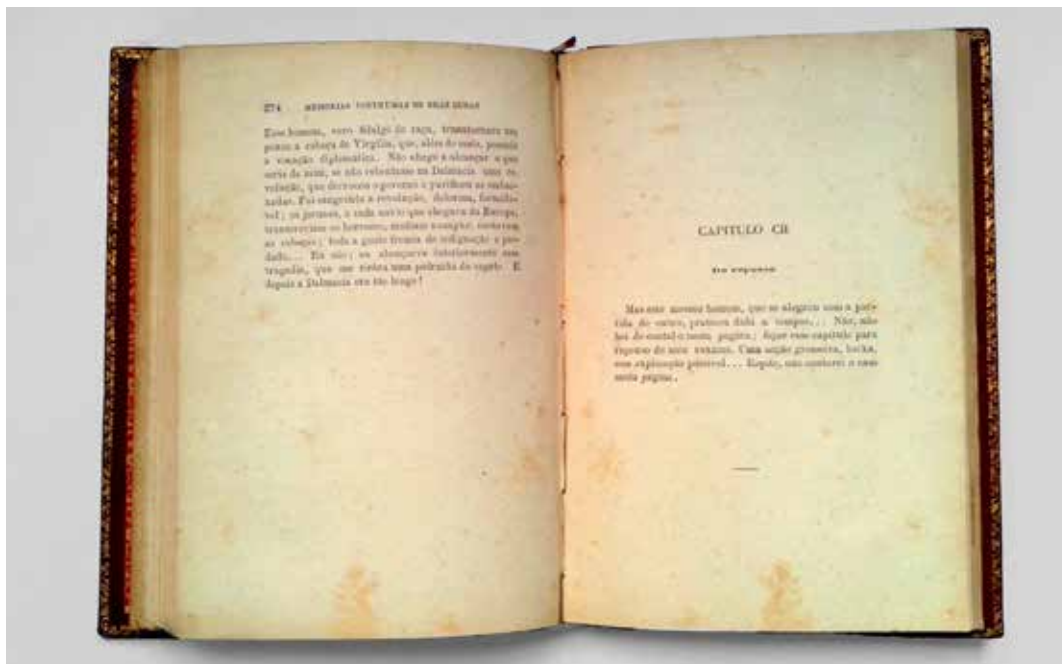 274 MEMORIAS POSTHUMAS DE BRAZ CUBAS
Esse homem, vero fidalgo de raça, transtornara um
pouco a cabeça de Virgilia, que, além do mais, possuia
a vocação diplomatica. Não chego a alcançar o que
seria de mim, se não rebentasse na Dalmacia uma re-
volução, que derrocou o governo e purificou as embai-
xadas. Foi sangrenta a revolução, dolorosa, formida-
vel; os jornaes, a cada navio que chegava da Europa,
transcreviam os horrores, mediam o sangue, contavam
as cabeças; toda a gente fremia de indignação e pie-
dade... Eu não; eu abençoava interiormente essa
tragedia, que me tirára uma pedrinha do sapato. E
depois a Dalmacia era tão longe!
CAPITULO CII
De repouso
Mas este mesmo homem, que se alegrou com a par-
tida do outro, praticou dahi a tempos... Não, não
hei de contal-o nesta pagina; fique esse capitulo para
repouso do meu vexame. Uma acção grosseira, baixa,
sem explicação possivel... Repito, não contarei o caso
nesta pagina.